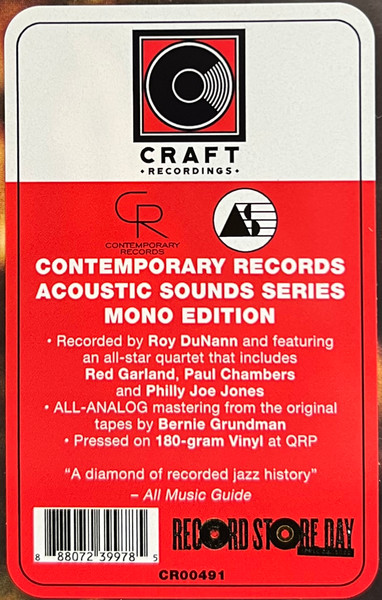 CRAFT
• RECORDINGS •
CR
CONTEMPORARY
RECORDS
AS
CONTEMPORARY RECORDS
ACOUSTIC SOUNDS SERIES
MONO EDITION
• Recorded by Roy DuNann and featuring
an all-star quartet that includes
Red Garland, Paul Chambers
and Philly Joe Jones
• ALL-ANALOG mastering from the original
tapes by Bernie Grundman
• Pressed on 180-gram Vinyl at QRP
“A diamond of recorded jazz history”
– All Music Guide
8 88072 39978 5
RECORD STORE DAY
CR00491